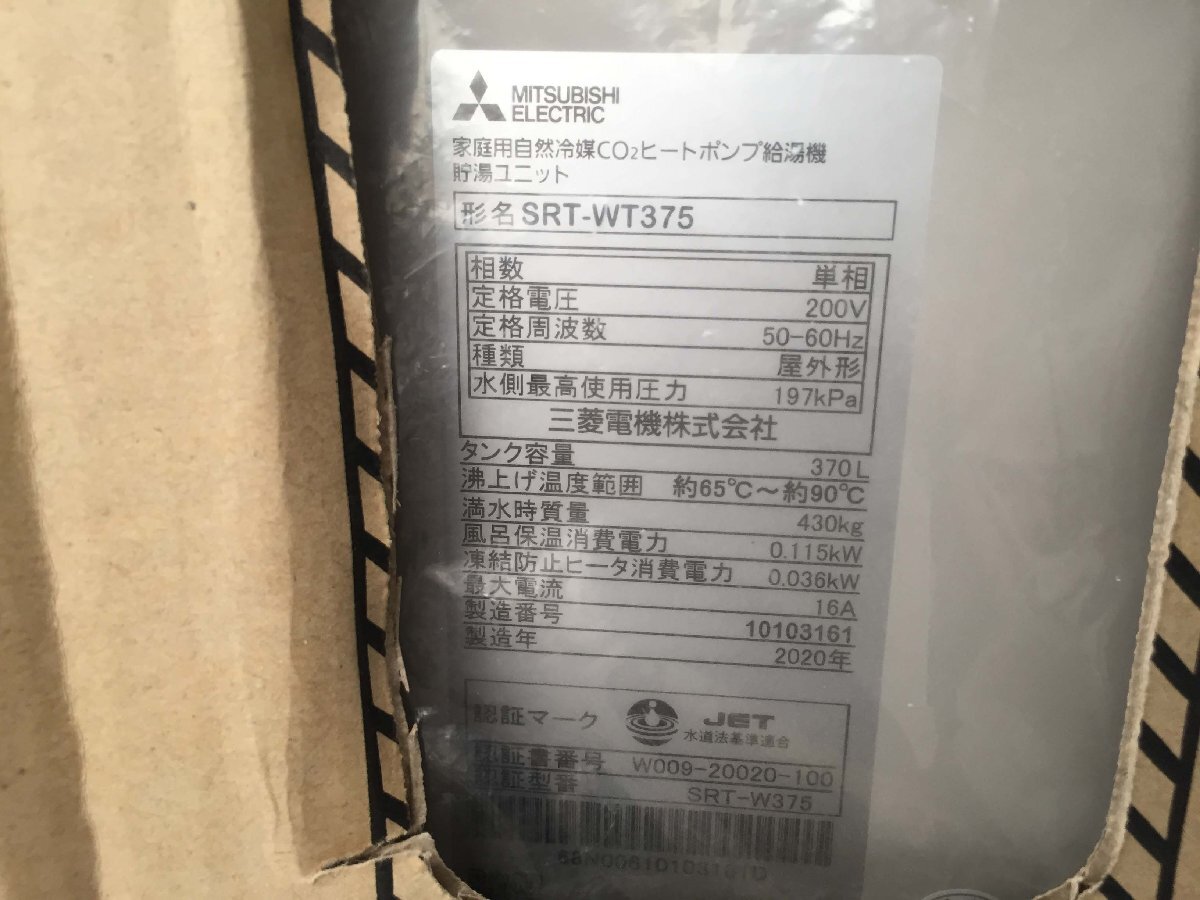 MITSUBISHI
ELECTRIC
家庭用自然冷媒CO₂ヒートポンプ給湯機
貯湯ユニット
形名 SRT-WT375
相数 単相
定格電圧 200V
定格周波数 50-60Hz
種類 屋外形
水側最高使用圧力 197kPa
三菱電機株式会社
タンク容量 370L
沸上げ温度範囲 約65℃～約90℃
満水時質量 430kg
風呂保温消費電力 0.115kW
凍結防止ヒータ消費電力 0.036kW
最大電流 16A
製造番号 10103161
製造年 2020年
認証マーク JET
水道法基準適合
認証書番号 W009-20020-100
認証型番 SRT-W375